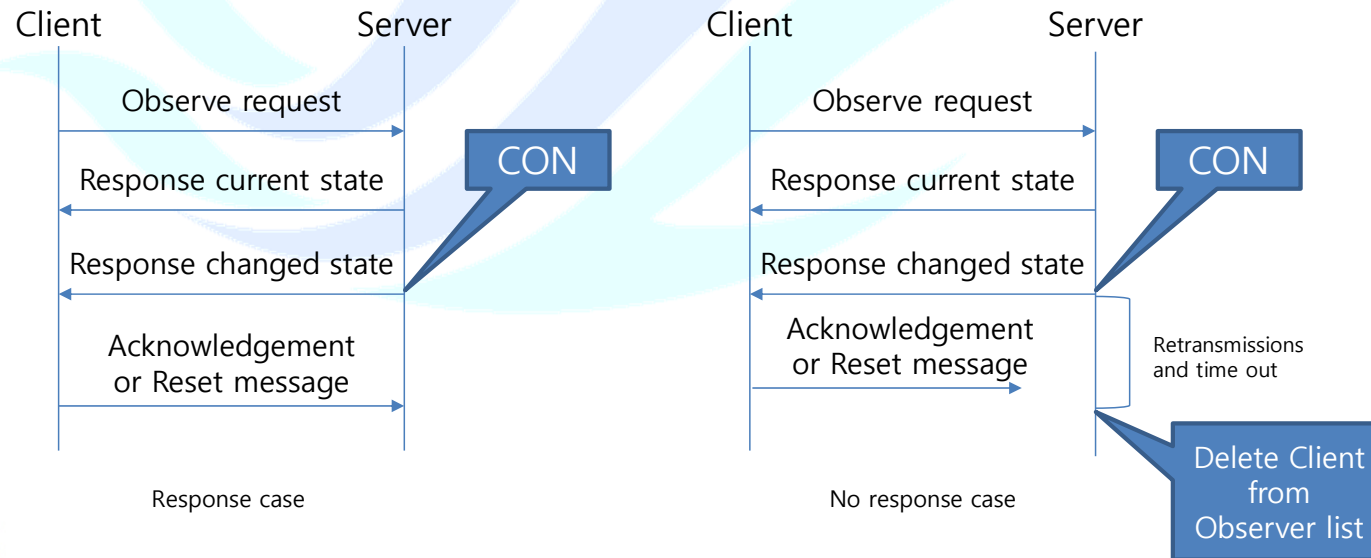 Client
Server
Observe request
CON
Response current state
Response changed state
Acknowledgement
or Reset message
Response case
Client
Server
Observe request
CON
Response current state
Response changed state
Acknowledgement
or Reset message
Retransmissions
and time out
Delete Client
from
Observer list
No response case